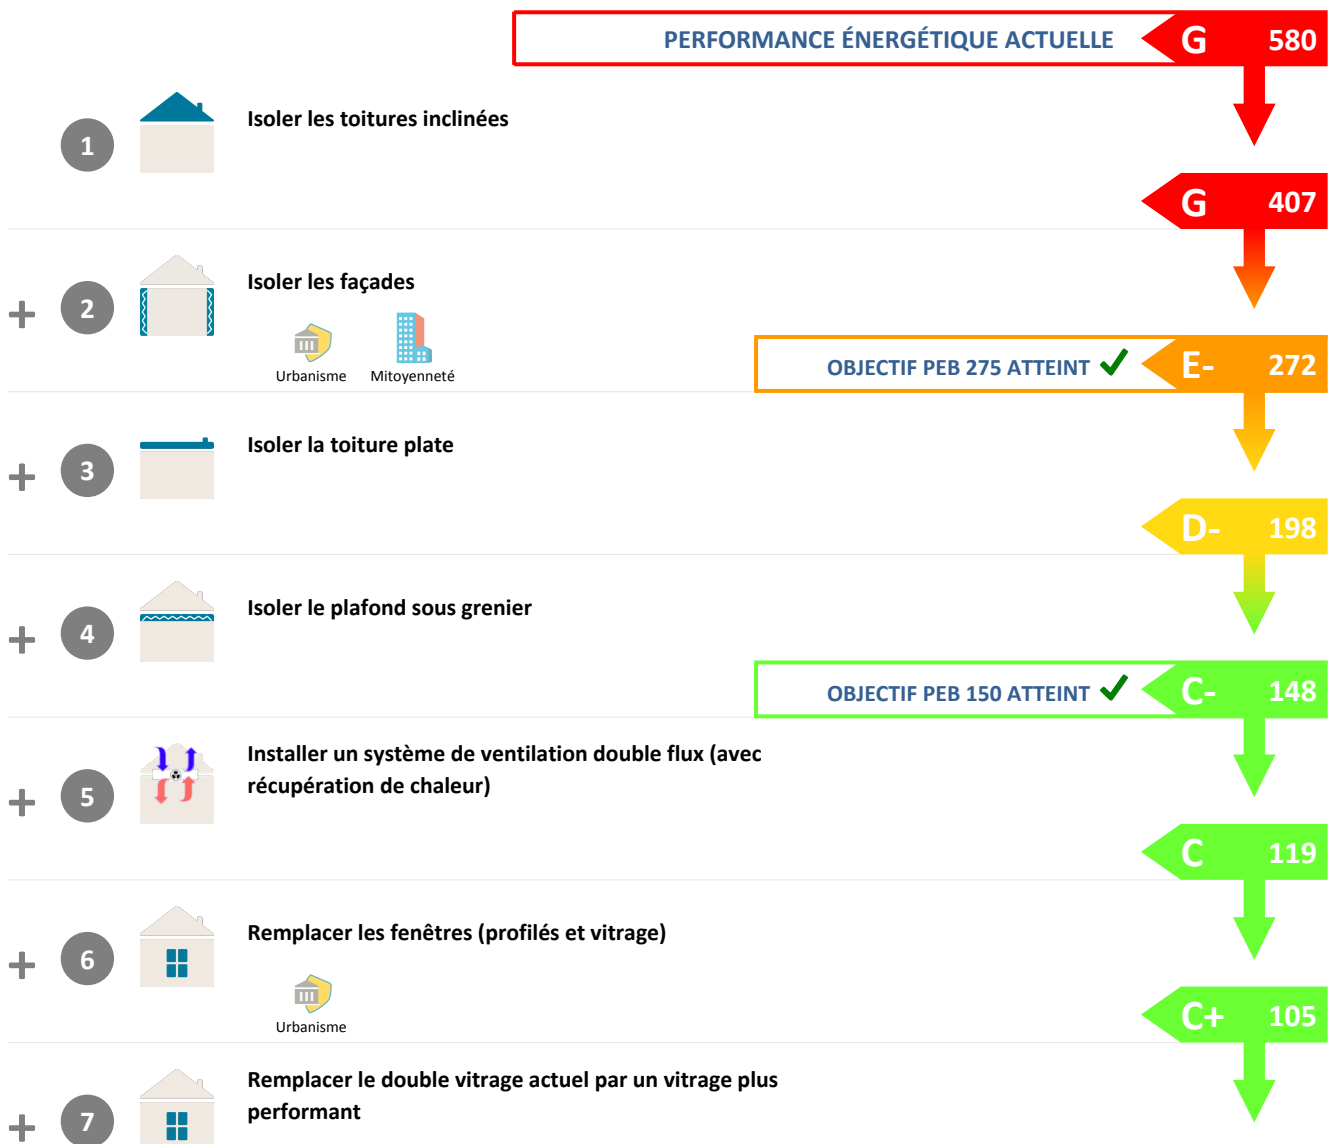 PERFORMANCE ÉNERGÉTIQUE ACTUELLE G 580
1 Isoler les toitures inclinées
G 407
+ 2 Isoler les façades
Urbanisme Mitoyenneté
OBJECTIF PEB 275 ATTEINT ✓ E- 272
+ 3 Isoler la toiture plate
D- 198
+ 4 Isoler le plafond sous grenier
OBJECTIF PEB 150 ATTEINT ✓ C- 148
+ 5 Installer un système de ventilation double flux (avec
récupération de chaleur)
C 119
+ 6 Remplacer les fenêtres (profilés et vitrage)
Urbanisme
C+ 105
+ 7 Remplacer le double vitrage actuel par un vitrage plus
performant